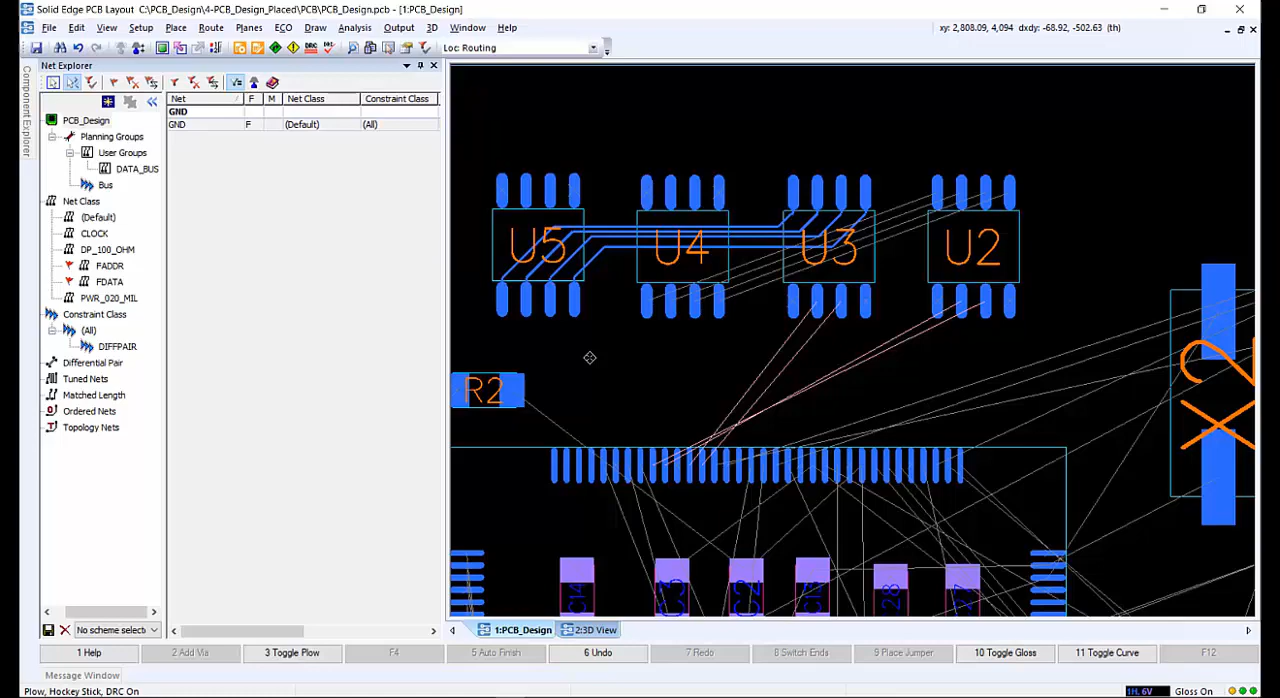 Solid Edge PCB Layout C:\PCB_Design\4-PCB_Design_Placed\PCB\PCB_Design.pcb - [1:PCB_Design]
File Edit View Setup Place Route Planes ECO Draw Analysis Output 3D Window Help
xy: 2,808.09, 4,094 dxdy: -68.92, -502.63 (th)
Loc: Routing
Net Explorer
Component Explorer
Net F M Net Class Constraint Class
GND
GND F (Default) (All)
PCB_Design
Planning Groups
User Groups
DATA_BUS
Bus
Net Class
(Default)
CLOCK
DP_100_OHM
FADDR
FDATA
PWR_020_MIL
Constraint Class
(All)
DIFFPAIR
Differential Pair
Tuned Nets
Matched Length
Ordered Nets
Topology Nets
U5 U4 U3 U2
R2
X2
No scheme select
1:PCB_Design 2:3D View
1 Help 2 Add Via 3 Toggle Plow F4 5 Auto Finish 6 Undo 7 Redo 8 Switch Ends 9 Place Jumper 10 Toggle Gloss 11 Toggle Curve F12
Message Window
Plow, Hockey Stick, DRC On
1H, 6V Gloss On